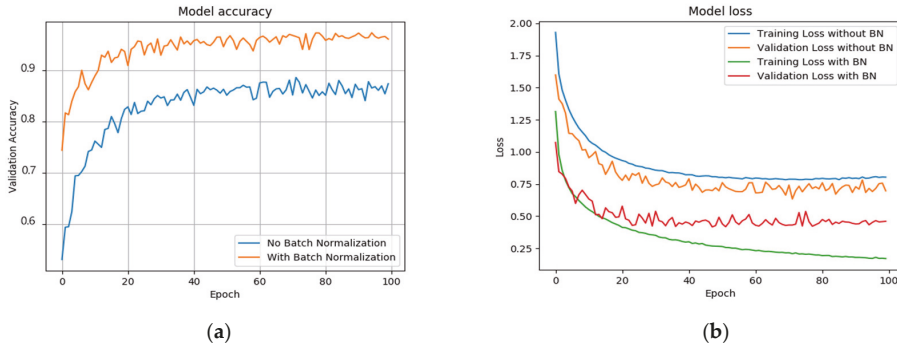 Model accuracy
0.9
0.8
0.7
0.6
Validation Accuracy
No Batch Normalization
With Batch Normalization
0 20 40 60 80 100
Epoch
(a)
Model loss
2.00
1.75
1.50
1.25
1.00
0.75
0.50
0.25
Loss
Training Loss without BN
Validation Loss without BN
Training Loss with BN
Validation Loss with BN
0 20 40 60 80 100
Epoch
(b)